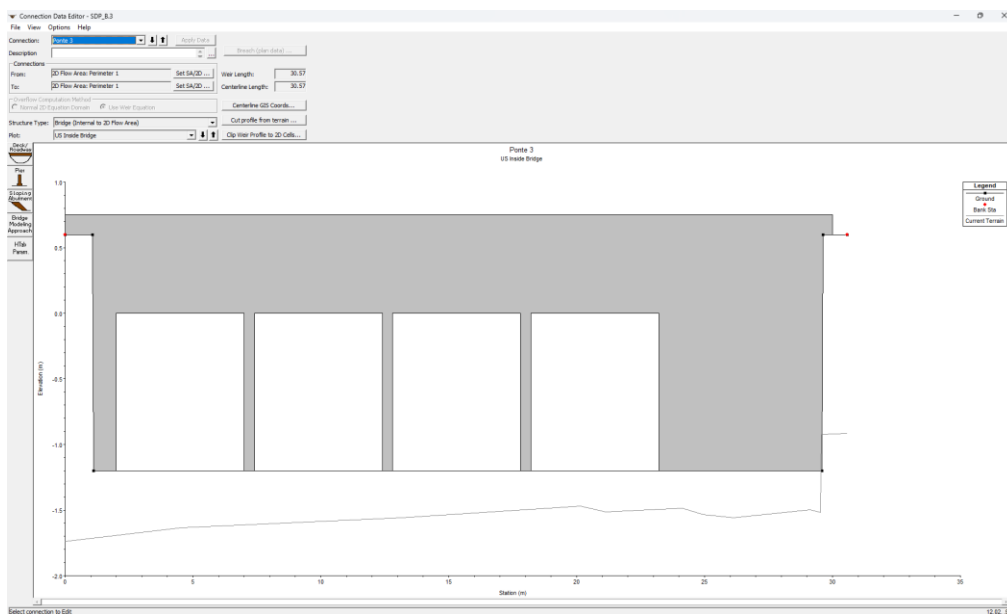 Connection Data Editor - SDP_B.3
File View Options Help
Connection: Ponte 3 Apply Data
Description ... Breach (plan data) ...
Connections
From: 2D Flow Area: Perimeter 1 Set SA/2D ... Weir Length: 30.57
To: 2D Flow Area: Perimeter 1 Set SA/2D ... Centerline Length: 30.57
Overflow Computation Method
Normal 2D Equation Domain Use Weir Equation Centerline GIS Coords...
Structure Type: Bridge (Internal to 2D Flow Area) Cut profile from terrain ...
Plot: US Inside Bridge Clip Weir Profile to 2D Cells...
Deck/
Roadway
Pier
Sloping
Abutment
Bridge
Modeling
Approach
HTab
Param.
Ponte 3
US Inside Bridge
Legend
Ground
Bank Sta
Current Terrain
1.0
0.5
0.0
-0.5
-1.0
-1.5
-2.0
Elevation (m)
0 5 10 15 20 25 30 35
Station (m)
Select connection to Edit